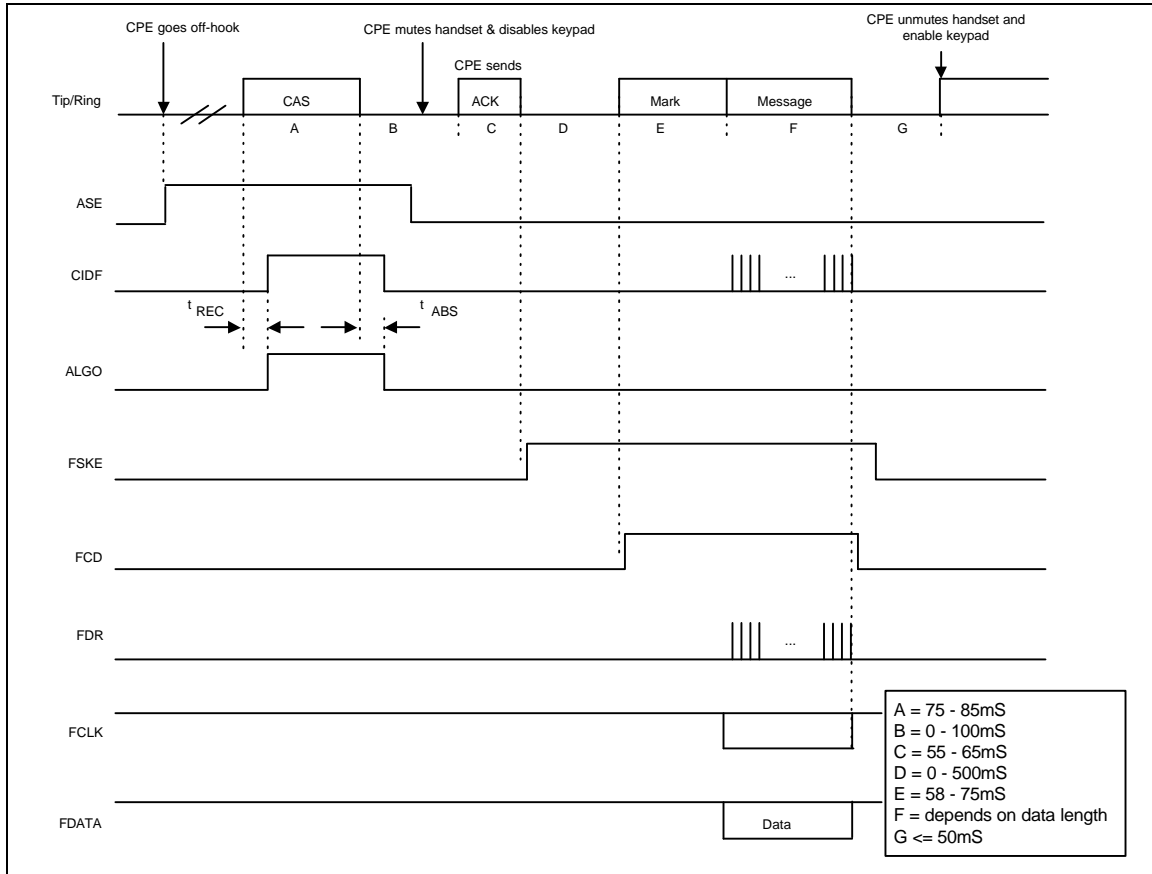 CPE goes off-hook
CPE mutes handset & disables keypad
CPE unmutes handset and
enable keypad
CPE sends
Tip/Ring
CAS
ACK
Mark
Message
A
B
C
D
E
F
G
ASE
CIDF
...
t REC
t ABS
ALGO
FSKE
FCD
FDR
...
FCLK
FDATA
Data
A = 75 - 85mS
B = 0 - 100mS
C = 55 - 65mS
D = 0 - 500mS
E = 58 - 75mS
F = depends on data length
G <= 50mS